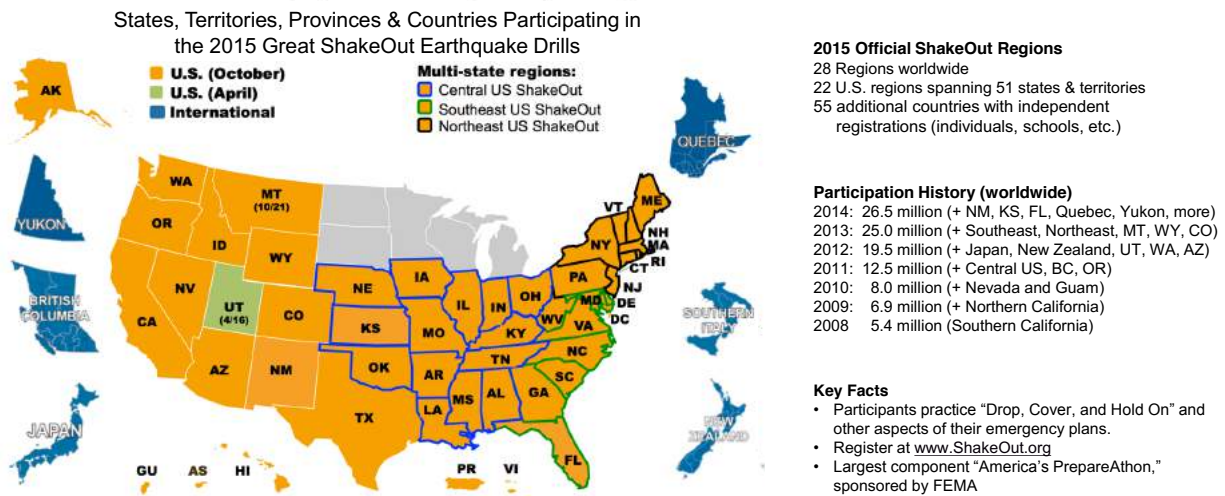 States, Territories, Provinces & Countries Participating in
the 2015 Great ShakeOut Earthquake Drills
U.S. (October)
U.S. (April)
International
Multi-state regions:
Central US ShakeOut
Southeast US ShakeOut
Northeast US ShakeOut
AK
YUKON
BRITISH
COLUMBIA
JAPAN
QUEBEC
SOUTHERN
ITALY
NEW
ZEALAND
WA
MT
(10/21)
OR
ID
WY
NV
UT
(4/16)
CO
CA
AZ
NM
NE
KS
OK
TX
IA
MO
AR
LA
IL
IN
OH
KY
TN
MS
AL
GA
FL
SC
NC
VA
WV
MD
DE
DC
PA
NJ
NY
CT
RI
MA
NH
VT
ME
GU
AS
HI
PR
VI
2015 Official ShakeOut Regions
28 Regions worldwide
22 U.S. regions spanning 51 states & territories
55 additional countries with independent
registrations (individuals, schools, etc.)
Participation History (worldwide)
2014: 26.5 million (+ NM, KS, FL, Quebec, Yukon, more)
2013: 25.0 million (+ Southeast, Northeast, MT, WY, CO)
2012: 19.5 million (+ Japan, New Zealand, UT, WA, AZ)
2011: 12.5 million (+ Central US, BC, OR)
2010: 8.0 million (+ Nevada and Guam)
2009: 6.9 million (+ Northern California)
2008 5.4 million (Southern California)
Key Facts
• Participants practice “Drop, Cover, and Hold On” and
other aspects of their emergency plans.
• Register at www.ShakeOut.org
• Largest component “America’s PrepareAthon,”
sponsored by FEMA